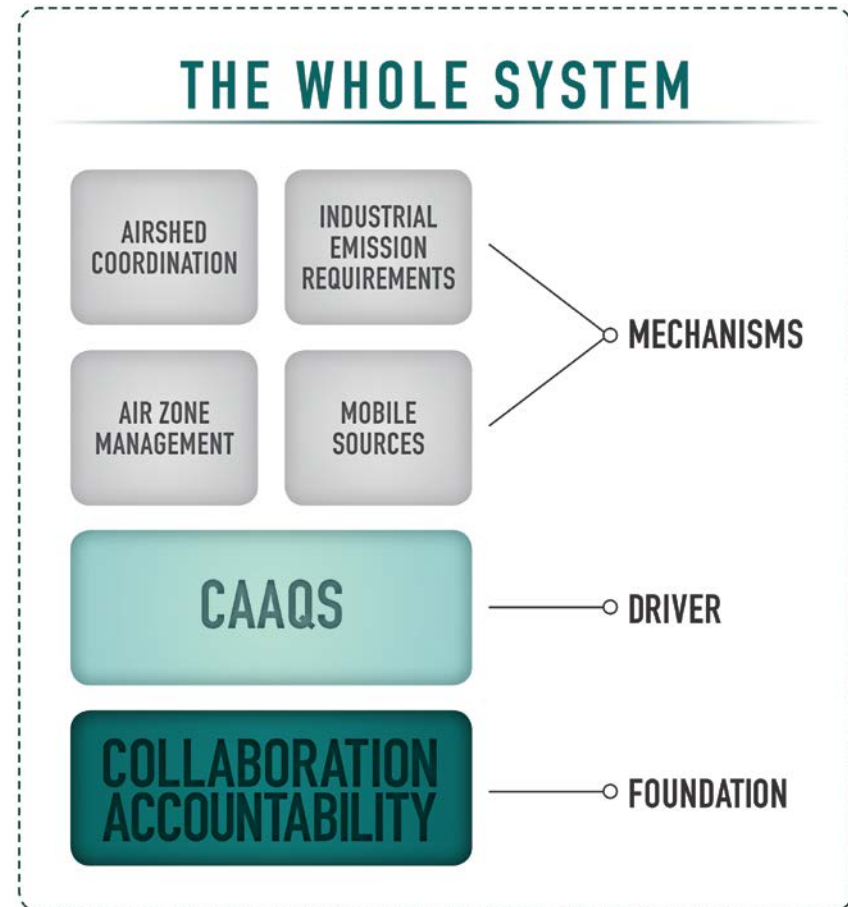 THE WHOLE SYSTEM
AIRSHED
COORDINATION
INDUSTRIAL
EMISSION
REQUIREMENTS
MECHANISMS
AIR ZONE
MANAGEMENT
MOBILE
SOURCES
CAAQS
DRIVER
COLLABORATION
ACCOUNTABILITY
FOUNDATION